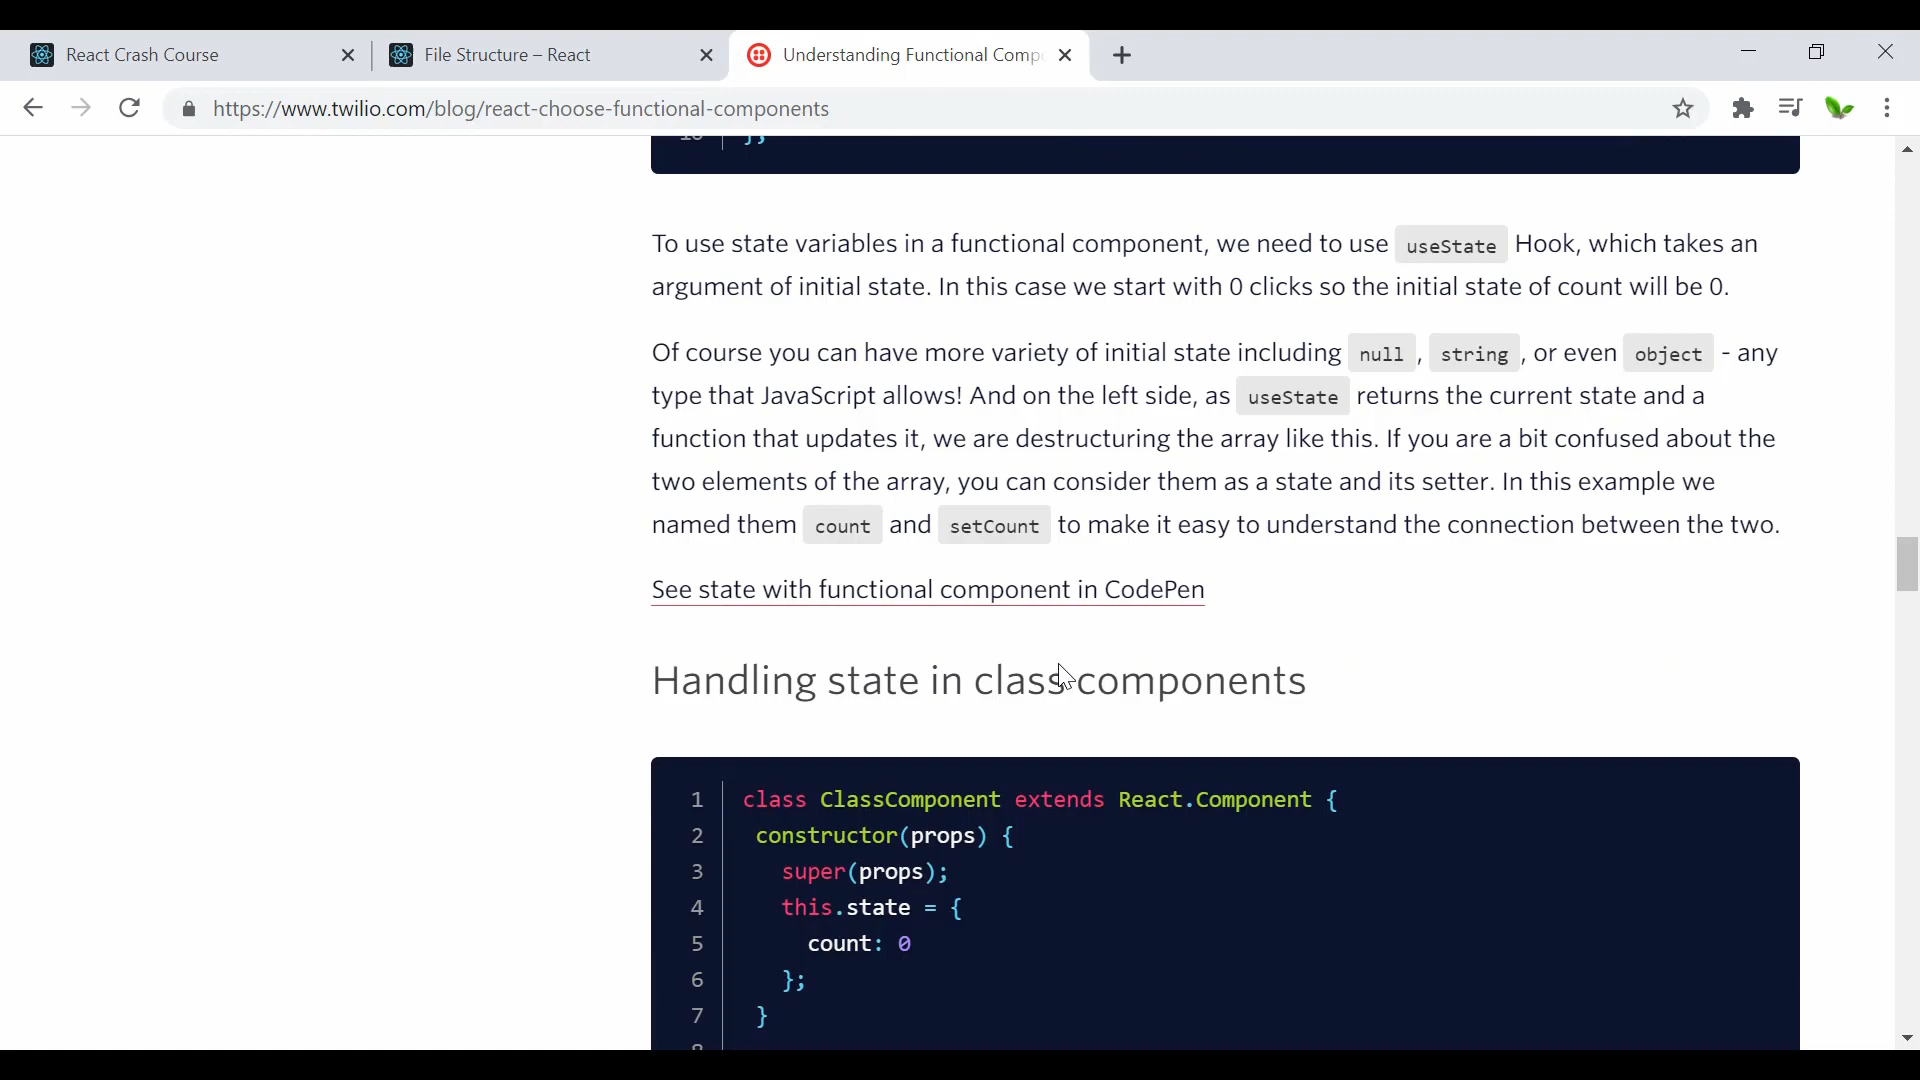 React Crash Course
File Structure – React
Understanding Functional Comp
https://www.twilio.com/blog/react-choose-functional-components
};
To use state variables in a functional component, we need to use useState Hook, which takes an
argument of initial state. In this case we start with 0 clicks so the initial state of count will be 0.
Of course you can have more variety of initial state including null , string , or even object - any
type that JavaScript allows! And on the left side, as useState returns the current state and a
function that updates it, we are destructuring the array like this. If you are a bit confused about the
two elements of the array, you can consider them as a state and its setter. In this example we
named them count and setCount to make it easy to understand the connection between the two.
See state with functional component in CodePen
Handling state in class components
1 class ClassComponent extends React.Component {
2 constructor(props) {
3 super(props);
4 this.state = {
5 count: 0
6 };
7 }